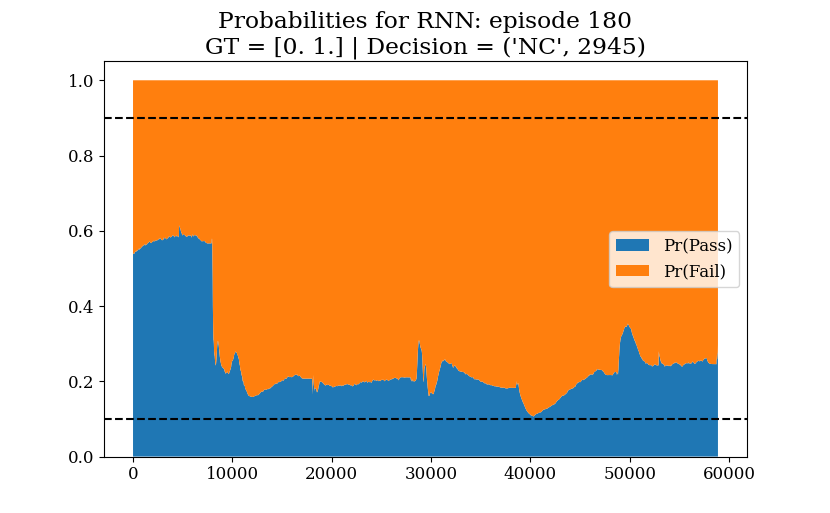 Probabilities for RNN: episode 180
GT = [0. 1.] | Decision = ('NC', 2945)
1.0
0.8
0.6
0.4
0.2
0.0
Pr(Pass)
Pr(Fail)
0 10000 20000 30000 40000 50000 60000